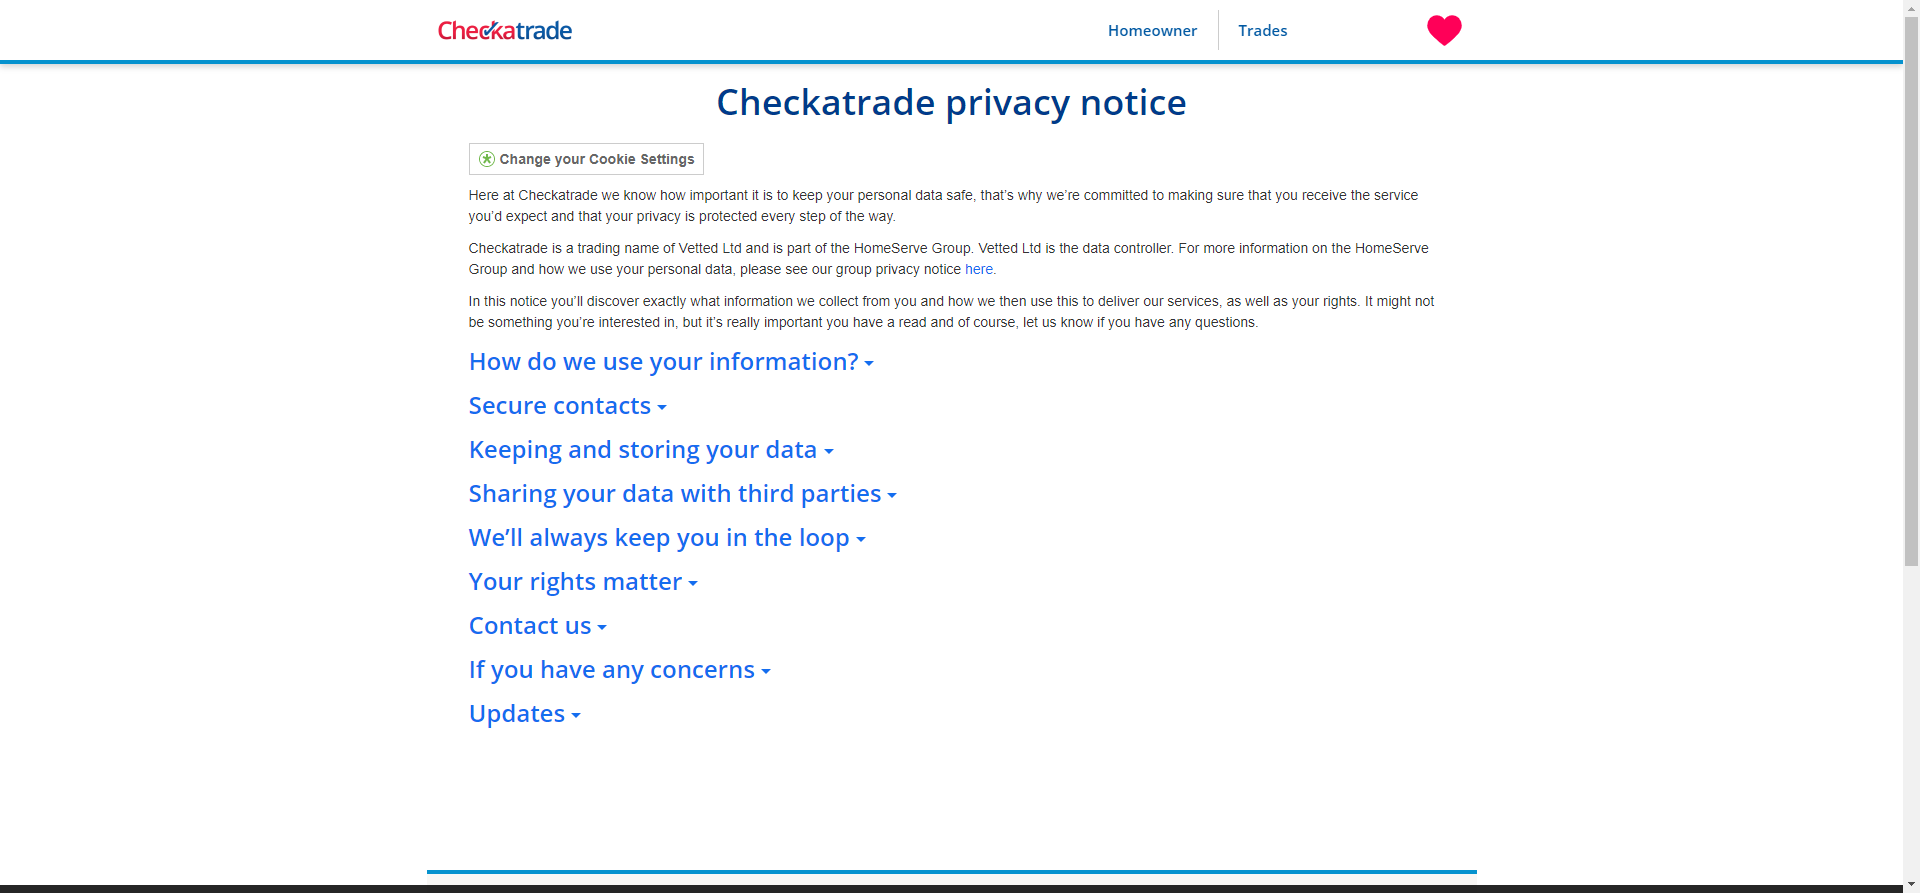 Checkatrade
Homeowner
Trades
Checkatrade privacy notice
Change your Cookie Settings
Here at Checkatrade we know how important it is to keep your personal data safe, that’s why we’re committed to making sure that you receive the service
you’d expect and that your privacy is protected every step of the way.
Checkatrade is a trading name of Vetted Ltd and is part of the HomeServe Group. Vetted Ltd is the data controller. For more information on the HomeServe
Group and how we use your personal data, please see our group privacy notice here.
In this notice you’ll discover exactly what information we collect from you and how we then use this to deliver our services, as well as your rights. It might not
be something you’re interested in, but it’s really important you have a read and of course, let us know if you have any questions.
How do we use your information?
Secure contacts
Keeping and storing your data
Sharing your data with third parties
We’ll always keep you in the loop
Your rights matter
Contact us
If you have any concerns
Updates